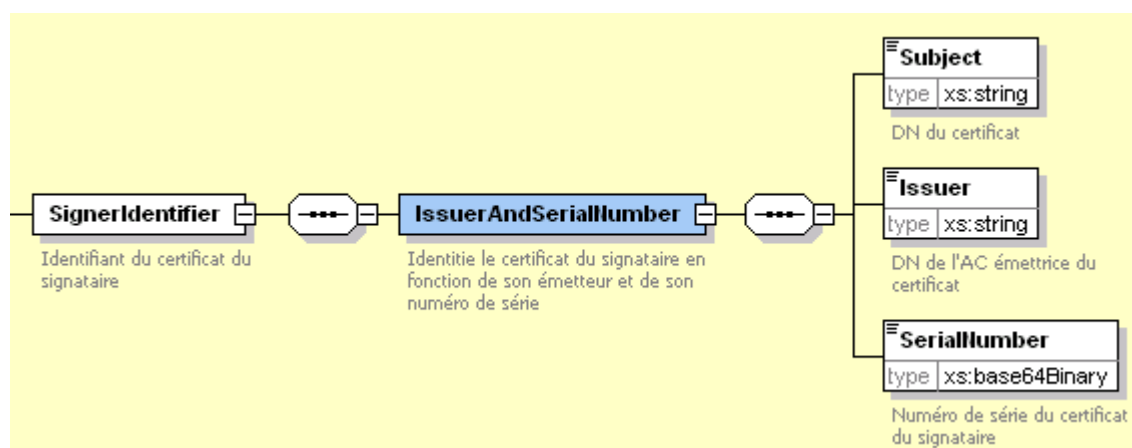 SignerIdentifier
Identifiant du certificat du
signataire
IssuerAndSerialNumber
Identitie le certificat du signataire en
fonction de son émetteur et de son
numéro de série
Subject
type xs:string
DN du certificat
Issuer
type xs:string
DN de l'AC émettrice du
certificat
SerialNumber
type xs:base64Binary
Numéro de série du certificat
du signataire